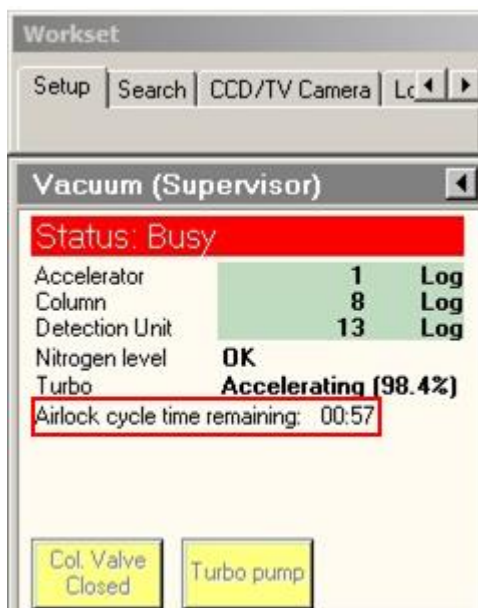 Workset
Setup Search CCD/TV Camera
Vacuum (Supervisor)
Status: Busy
Accelerator 1 Log
Column 8 Log
Detection Unit 13 Log
Nitrogen level OK
Turbo Accelerating (98.4%)
Airlock cycle time remaining: 00:57
Col. Valve
Closed
Turbo pump